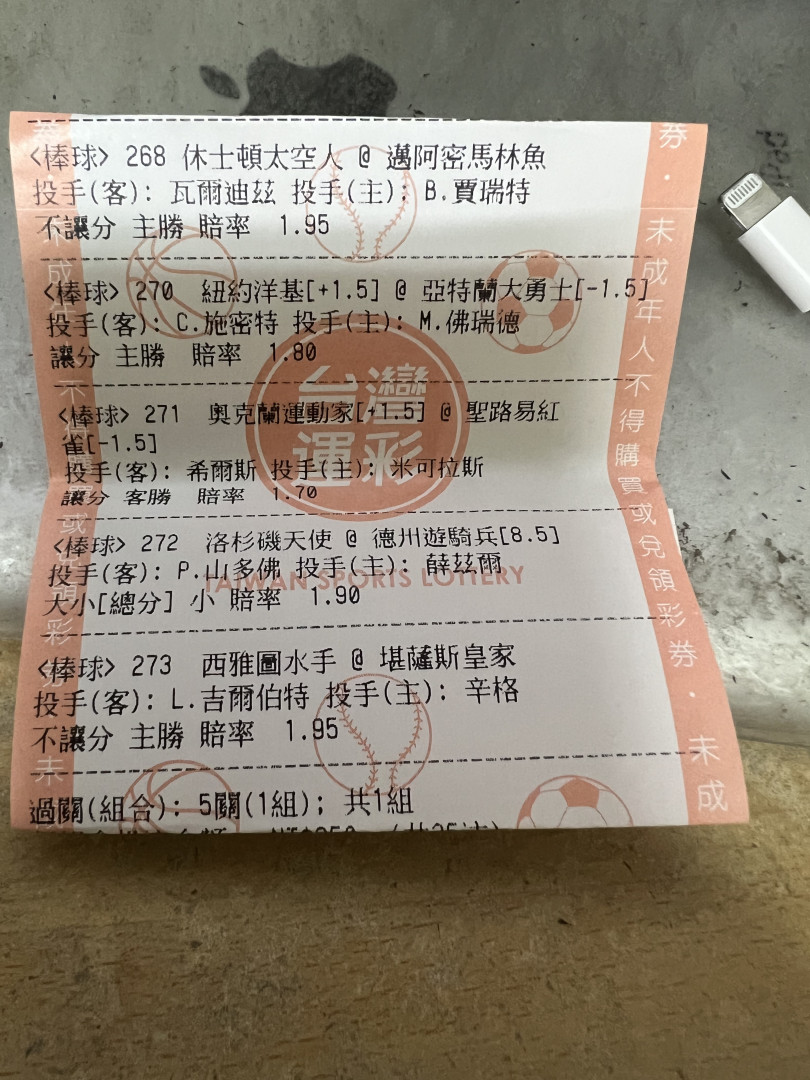 <棒球> 268 休士頓太空人 @ 邁阿密馬林魚
投手(客): 瓦爾迪茲 投手(主): B.賈瑞特
不讓分 主勝 賠率 1.95
<棒球> 270 紐約洋基[+1.5] @ 亞特蘭大勇士[-1.5]
投手(客): C.施密特 投手(主): M.佛瑞德
讓分 主勝 賠率 1.80
<棒球> 271 奧克蘭運動家[+1.5] @ 聖路易紅
雀[-1.5]
投手(客): 希爾斯 投手(主): 米可拉斯
讓分 客勝 賠率 1.70
<棒球> 272 洛杉磯天使 @ 德州遊騎兵[8.5]
投手(客): P.山多佛 投手(主): 薛茲爾
大小[總分] 小 賠率 1.90
<棒球> 273 西雅圖水手 @ 堪薩斯皇家
投手(客): L.吉爾伯特 投手(主): 辛格
不讓分 主勝 賠率 1.95
過關(組合): 5關(1組); 共1組
台灣
運彩
TAIWAN SPORTS LOTTERY
券．未成年人不得購買或兌領彩券．未成